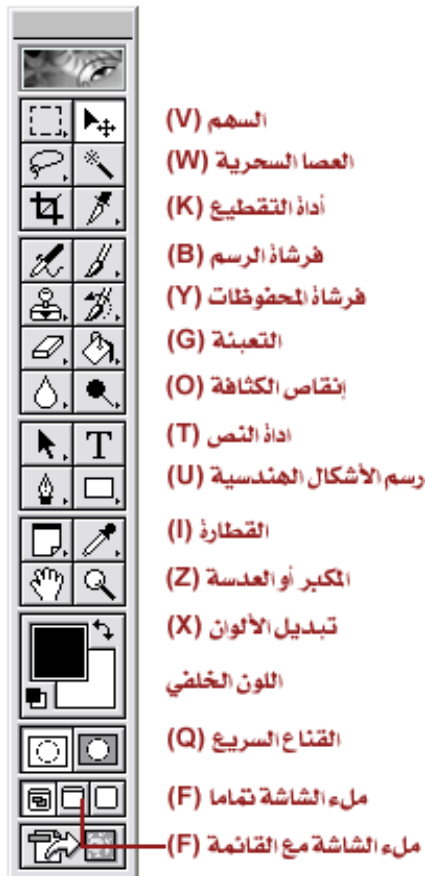 السهم (V)
العصا السحرية (W)
أداة التقطيع (K)
فرشاة الرسم (B)
فرشاة المحفوظات (Y)
التعبئة (G)
إنقاص الكثافة (O)
اداة النص (T)
رسم الأشكال الهندسية (U)
القطارة (I)
المكبر أو العدسة (Z)
تبديل الألوان (X)
اللون الخلفي
القناع السريع (Q)
ملء الشاشة تماما (F)
ملء الشاشة مع القائمة (F)